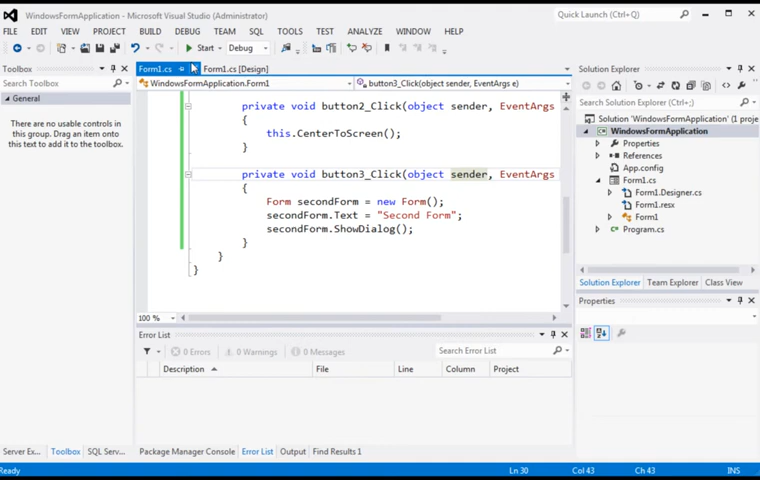 WindowsFormApplication - Microsoft Visual Studio (Administrator)
Quick Launch (Ctrl+Q)
FILE EDIT VIEW PROJECT BUILD DEBUG TEAM SQL TOOLS TEST ANALYZE WINDOW HELP
Start Debug
Toolbox
Search Toolbox
General
There are no usable controls in
this group. Drag an item onto
this text to add it to the toolbox.
Form1.cs Form1.cs [Design]
WindowsFormApplication.Form1 button3_Click(object sender, EventArgs e)
private void button2_Click(object sender, EventArgs
{
this.CenterToScreen();
}
private void button3_Click(object sender, EventArgs
{
Form secondForm = new Form();
secondForm.Text = "Second Form";
secondForm.ShowDialog();
}
}
}
100 %
Error List
0 Errors 0 Warnings 0 Messages
Search Error List
Description File Line Column Project
Solution Explorer
Search Solution Explorer (Ctrl+;)
Solution 'WindowsFormApplication' (1 proje
WindowsFormApplication
Properties
References
App.config
Form1.cs
Form1.Designer.cs
Form1.resx
Form1
Program.cs
Solution Explorer Team Explorer Class View
Properties
Server Ex... Toolbox SQL Serv...
Package Manager Console Error List Output Find Results 1
Ready Ln 30 Col 43 Ch 43